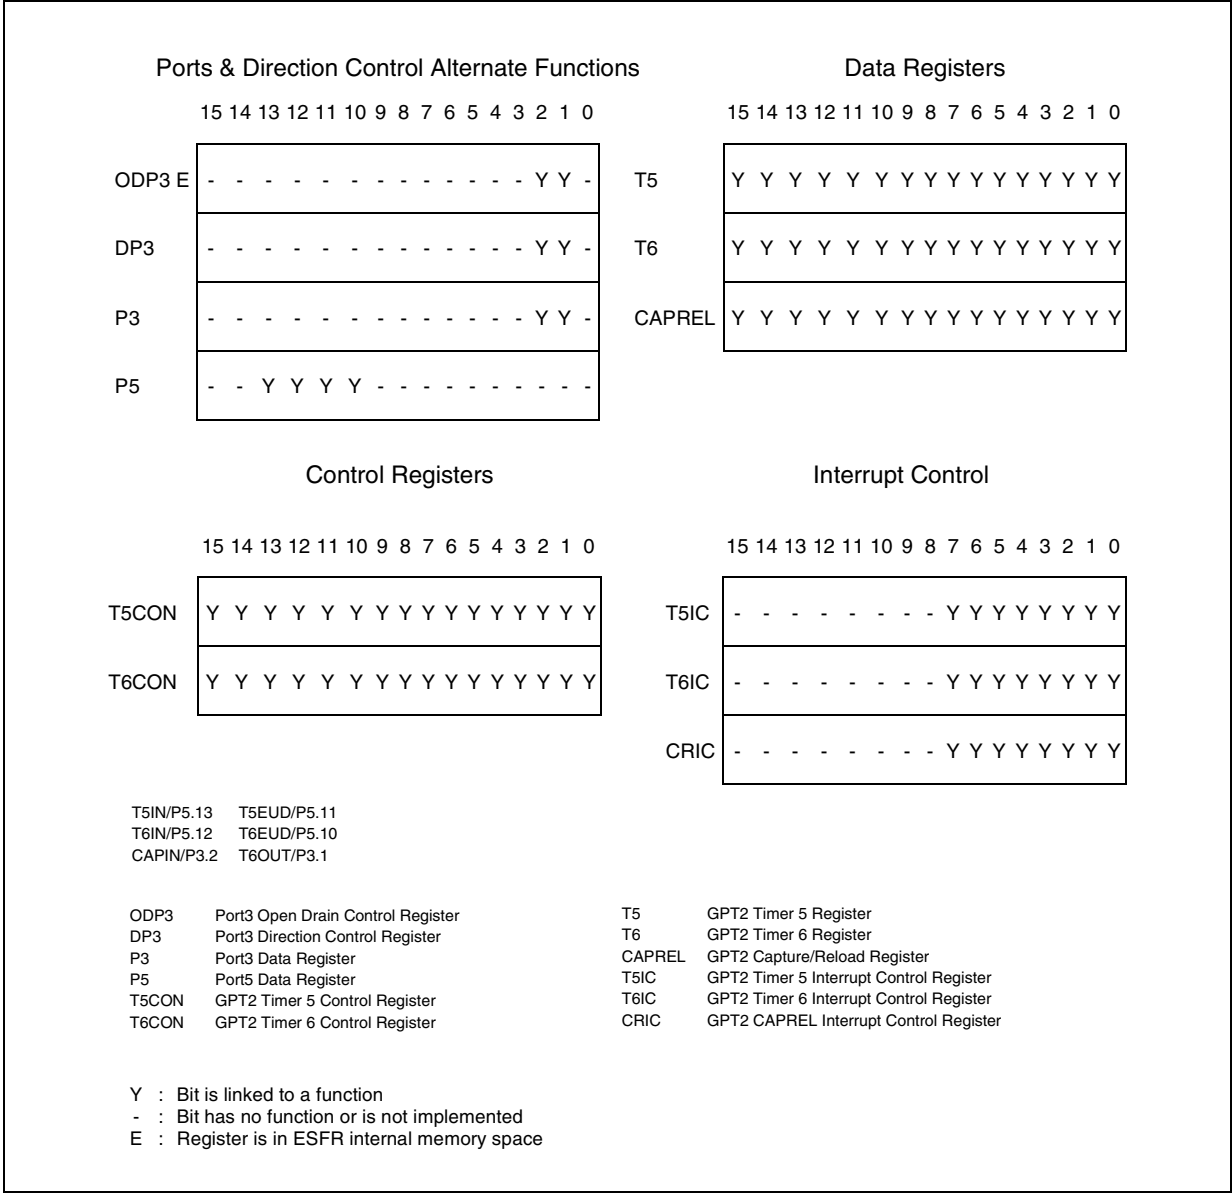 Ports & Direction Control Alternate Functions
15 14 13 12 11 10 9 8 7 6 5 4 3 2 1 0
ODP3 E - - - - - - - - - - - - - Y Y -
DP3 - - - - - - - - - - - - - Y Y -
P3 - - - - - - - - - - - - - Y Y -
P5 - - Y Y Y Y - - - - - - - - - -
Data Registers
15 14 13 12 11 10 9 8 7 6 5 4 3 2 1 0
T5 Y Y Y Y Y Y Y Y Y Y Y Y Y Y Y Y
T6 Y Y Y Y Y Y Y Y Y Y Y Y Y Y Y Y
CAPREL Y Y Y Y Y Y Y Y Y Y Y Y Y Y Y Y
Control Registers
15 14 13 12 11 10 9 8 7 6 5 4 3 2 1 0
T5CON Y Y Y Y Y Y Y Y Y Y Y Y Y Y Y Y
T6CON Y Y Y Y Y Y Y Y Y Y Y Y Y Y Y Y
Interrupt Control
15 14 13 12 11 10 9 8 7 6 5 4 3 2 1 0
T5IC - - - - - - - - Y Y Y Y Y Y Y Y
T6IC - - - - - - - - Y Y Y Y Y Y Y Y
CRIC - - - - - - - - Y Y Y Y Y Y Y Y
T5IN/P5.13 T5EUD/P5.11
T6IN/P5.12 T6EUD/P5.10
CAPIN/P3.2 T6OUT/P3.1
ODP3 Port3 Open Drain Control Register
DP3 Port3 Direction Control Register
P3 Port3 Data Register
P5 Port5 Data Register
T5CON GPT2 Timer 5 Control Register
T6CON GPT2 Timer 6 Control Register
T5 GPT2 Timer 5 Register
T6 GPT2 Timer 6 Register
CAPREL GPT2 Capture/Reload Register
T5IC GPT2 Timer 5 Interrupt Control Register
T6IC GPT2 Timer 6 Interrupt Control Register
CRIC GPT2 CAPREL Interrupt Control Register
Y : Bit is linked to a function
- : Bit has no function or is not implemented
E : Register is in ESFR internal memory space